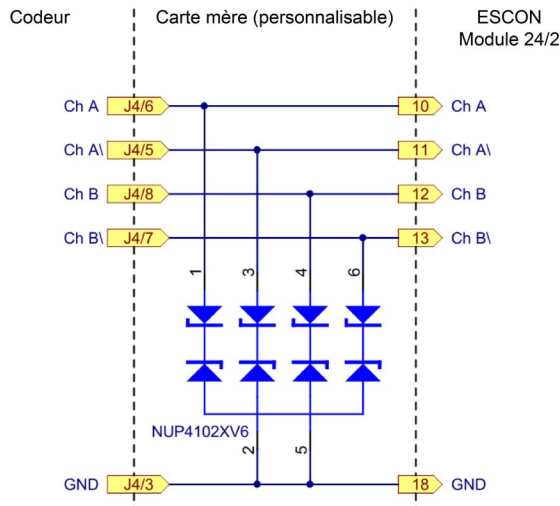 Codeur
Carte mère (personnalisable)
ESCON
Module 24/2
Ch A J4/6 10 Ch A
Ch A\ J4/5 11 Ch A\
Ch B J4/8 12 Ch B
Ch B\ J4/7 13 Ch B\
1 3 4 6
NUP4102XV6
2 5
GND J4/3 18 GND